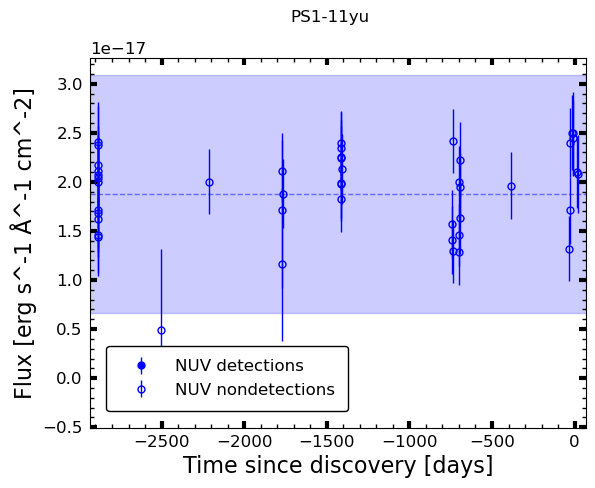 PS1-11yu
1e−17
3.0
2.5
2.0
1.5
1.0
0.5
0.0
−0.5
Flux [erg s^-1 Å^-1 cm^-2]
NUV detections
NUV nondetections
−2500 −2000 −1500 −1000 −500 0
Time since discovery [days]